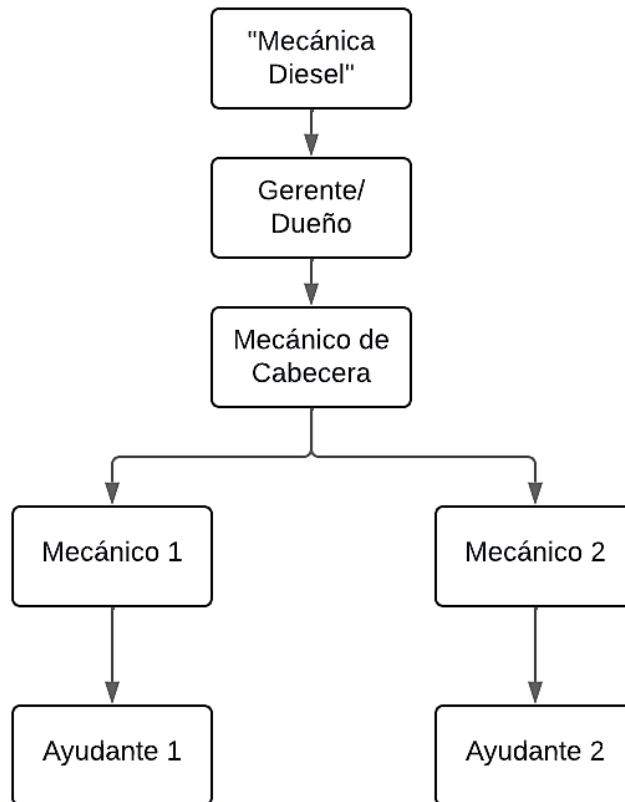 "Mecánica
Diesel"
Gerente/
Dueño
Mecánico de
Cabecera
Mecánico 1
Mecánico 2
Ayudante 1
Ayudante 2